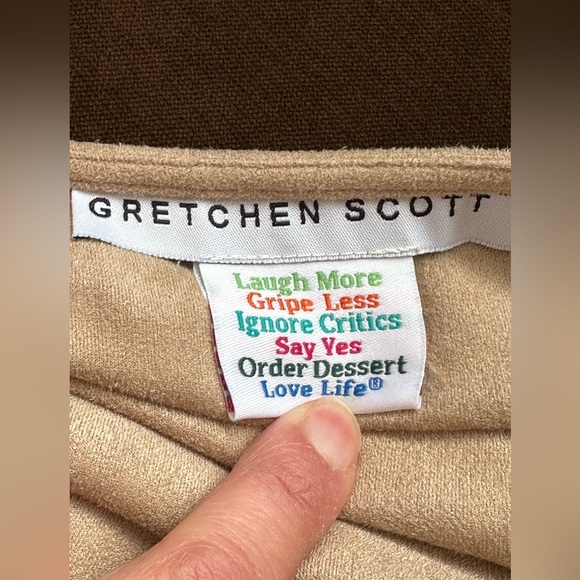 GRETCHEN SCOTT
Laugh More
Gripe Less
Ignore Critics
Say Yes
Order Dessert
Love Life®